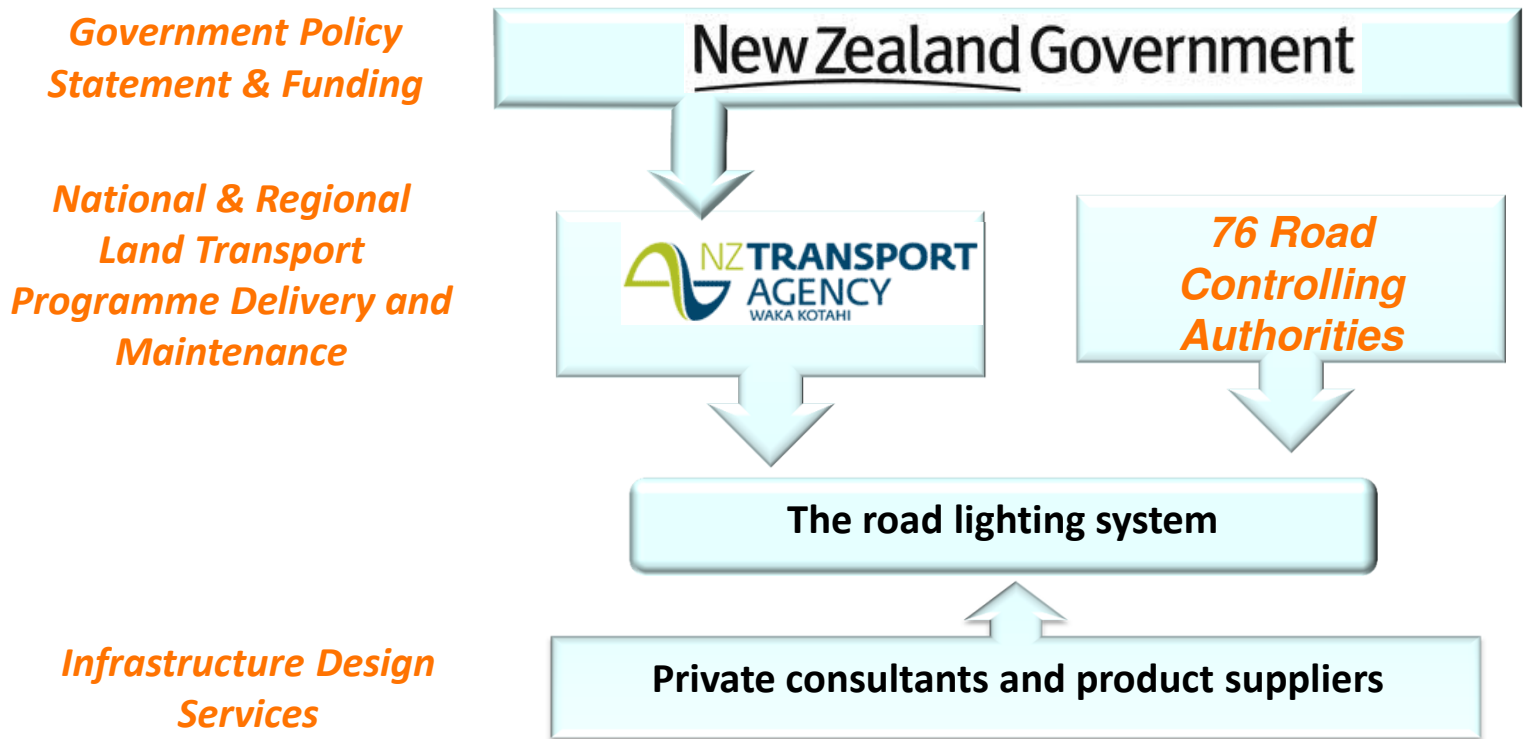 Government Policy
Statement & Funding
New Zealand Government
National & Regional
Land Transport
Programme Delivery and
Maintenance
NZ TRANSPORT
AGENCY
WAKA KOTAHI
76 Road
Controlling
Authorities
The road lighting system
Infrastructure Design
Services
Private consultants and product suppliers